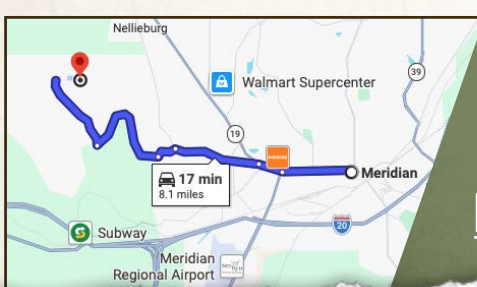 Nellieburg
Walmart Supercenter
39
19
Meridian
17 min
8.1 miles
20
Subway
Meridian
Regional Airport